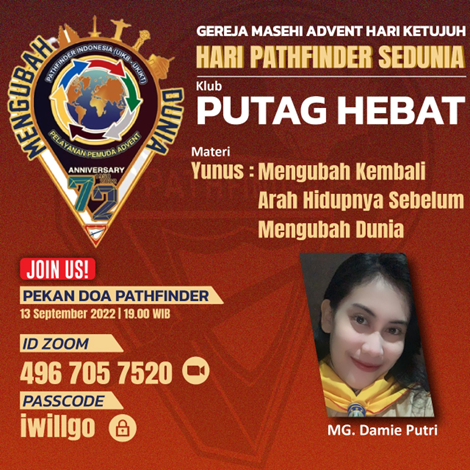 GEREJA MASEHI ADVENT HARI KETUJUH
HARI PATHFINDER SEDUNIA
Klub
PUTAG HEBAT
Materi
Yunus : Mengubah Kembali
Arah Hidupnya Sebelum
Mengubah Dunia
MENGUBAH DUNIA
PATHFINDER INDONESIA (UIKB-UKIKT)
PELAYANAN PEMUDA ADVENT
ANNIVERSARY
72
JOIN US!
PEKAN DOA PATHFINDER
13 September 2022 | 19.00 WIB
ID ZOOM
496 705 7520
PASSCODE
iwillgo
MG. Damie Putri